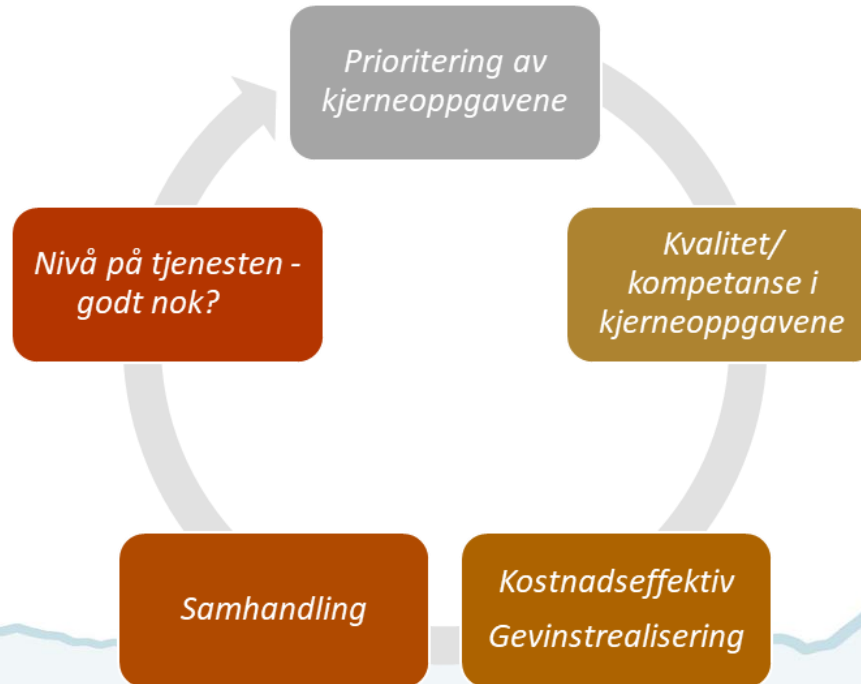 Prioritering av
kjerneoppgavene
Kvalitet/
kompetanse i
kjerneoppgavene
Kostnadseffektiv
Gevinstrealisering
Samhandling
Nivå på tjenesten -
godt nok?